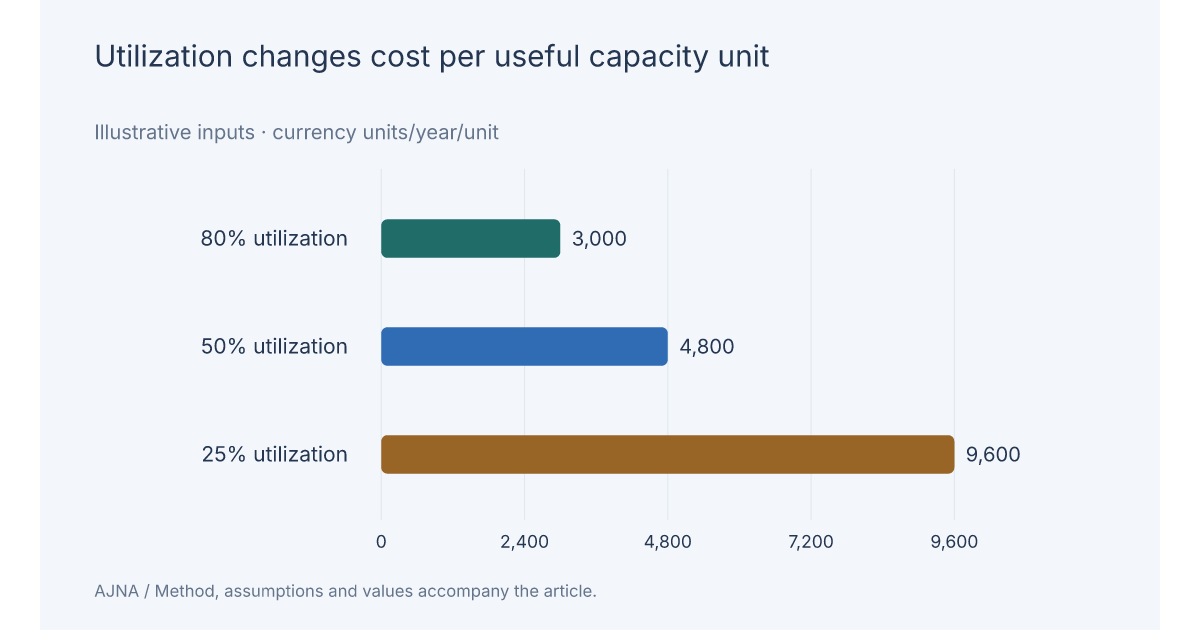 Utilization changes cost per useful capacity unit
Illustrative inputs · currency units/year/unit
80% utilization 3,000
50% utilization 4,800
25% utilization 9,600
0 2,400 4,800 7,200 9,600
AJNA / Method, assumptions and values accompany the article.